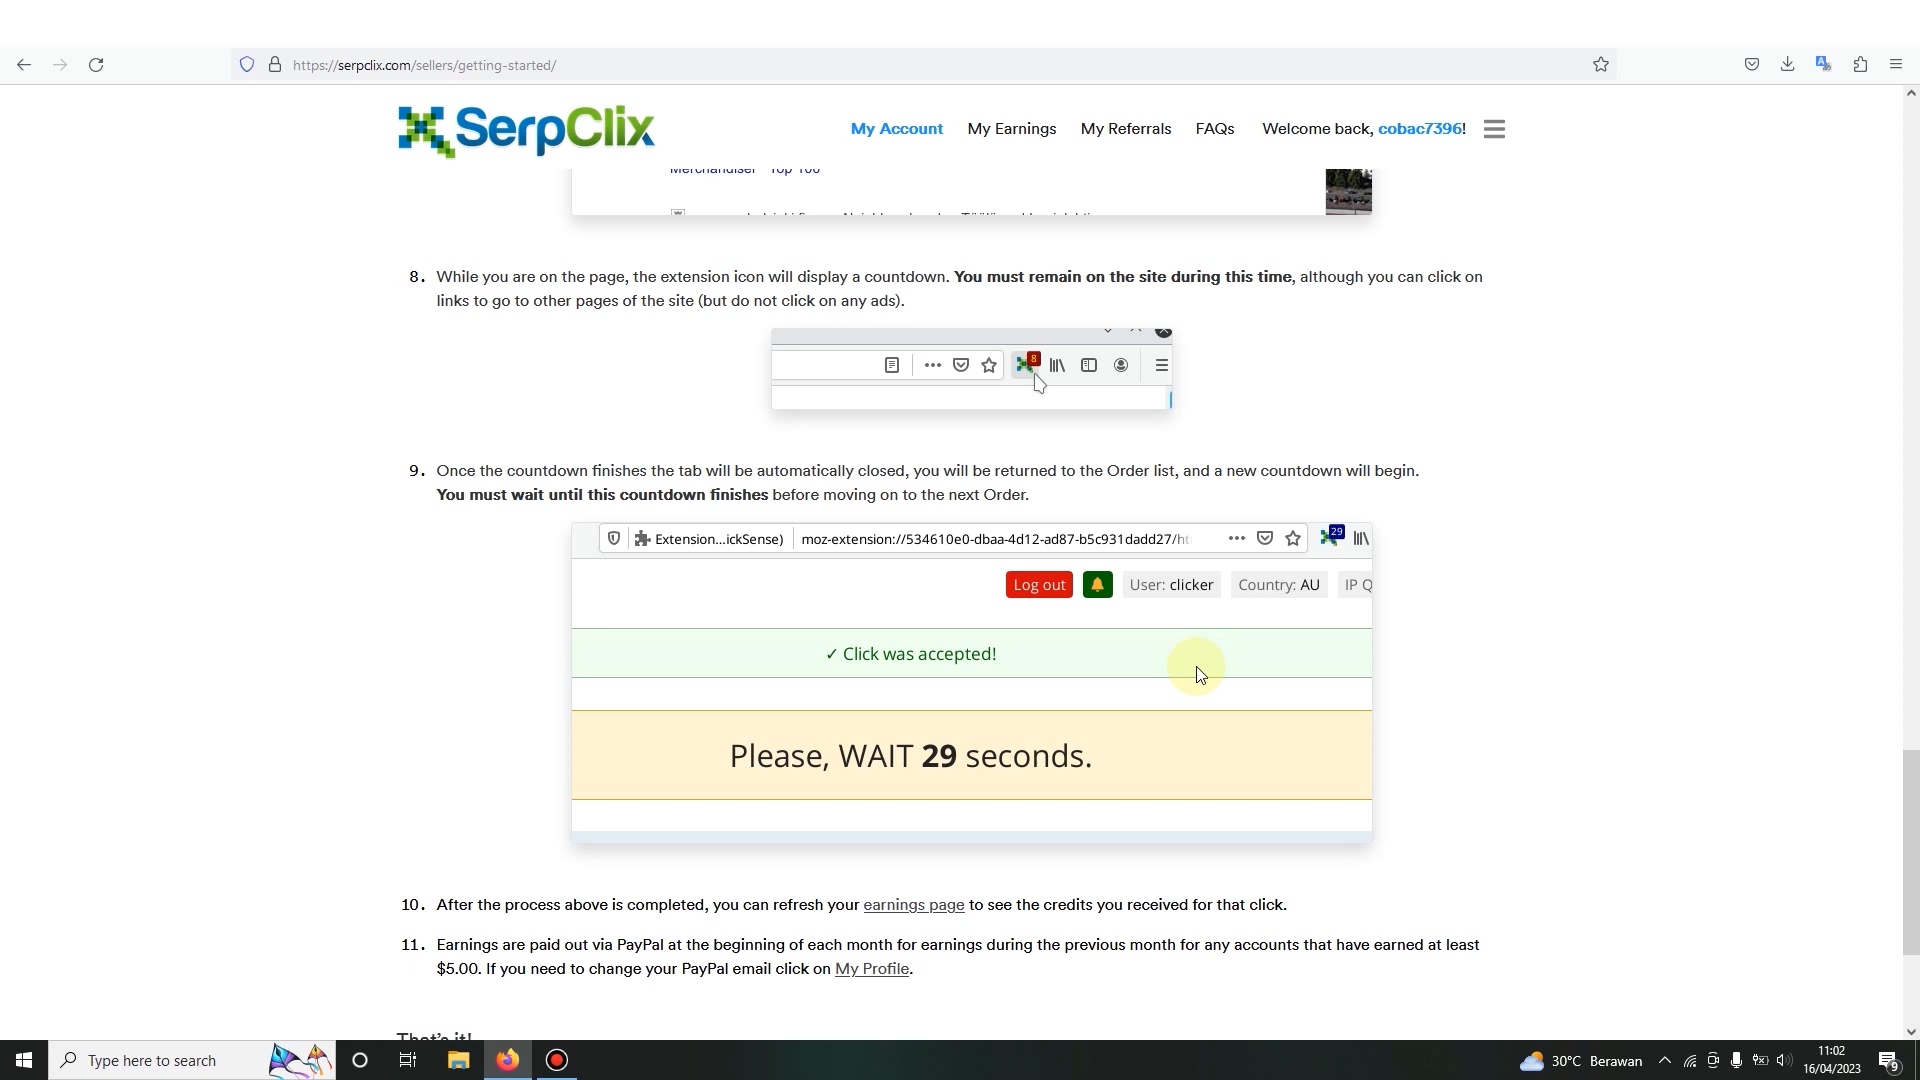 https://serpclix.com/sellers/getting-started/
SerpClix
My Account My Earnings My Referrals FAQs Welcome back, cobac7396!
Merchandiser Top 100
8. While you are on the page, the extension icon will display a countdown. You must remain on the site during this time, although you can click on
links to go to other pages of the site (but do not click on any ads).
8
9. Once the countdown finishes the tab will be automatically closed, you will be returned to the Order list, and a new countdown will begin.
You must wait until this countdown finishes before moving on to the next Order.
Extension...ickSense) moz-extension://534610e0-dbaa-4d12-ad87-b5c931dadd27/ht 29
Log out User: clicker Country: AU IP Q
✓ Click was accepted!
Please, WAIT 29 seconds.
10. After the process above is completed, you can refresh your earnings page to see the credits you received for that click.
11. Earnings are paid out via PayPal at the beginning of each month for earnings during the previous month for any accounts that have earned at least
$5.00. If you need to change your PayPal email click on My Profile.
That's it!
Type here to search
30°C Berawan
11:02
16/04/2023
9